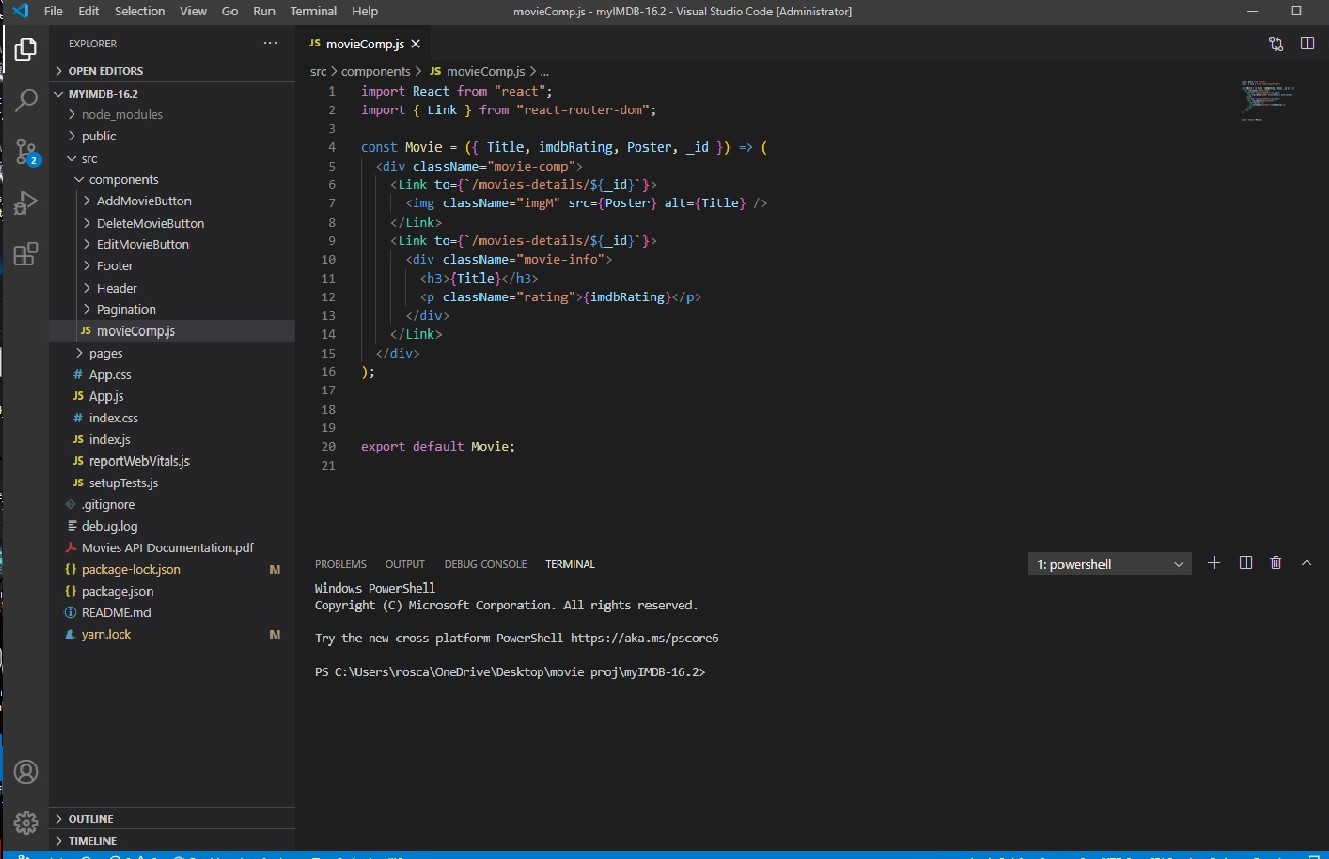 File Edit Selection View Go Run Terminal Help
movieComp.js - myIMDB-16.2 - Visual Studio Code [Administrator]
EXPLORER
OPEN EDITORS
MYIMDB-16.2
node_modules
public
src
components
AddMovieButton
DeleteMovieButton
EditMovieButton
Footer
Header
Pagination
JS movieComp.js
pages
# App.css
JS App.js
# index.css
JS index.js
JS reportWebVitals.js
JS setupTests.js
.gitignore
debug.log
Movies API Documentation.pdf
{} package-lock.json M
{} package.json
README.md
yarn.lock M
OUTLINE
TIMELINE
2
JS movieComp.js
src > components > JS movieComp.js > ...
1 import React from "react";
2 import { Link } from "react-router-dom";
3
4 const Movie = ({ Title, imdbRating, Poster, _id }) => (
5 <div className="movie-comp">
6 <Link to={`/movies-details/${_id}`}>
7 <img className="imgM" src={Poster} alt={Title} />
8 </Link>
9 <Link to={`/movies-details/${_id}`}>
10 <div className="movie-info">
11 <h3>{Title}</h3>
12 <p className="rating">{imdbRating}</p>
13 </div>
14 </Link>
15 </div>
16 );
17
18
19
20 export default Movie;
21
PROBLEMS OUTPUT DEBUG CONSOLE TERMINAL
1: powershell
Windows PowerShell
Copyright (C) Microsoft Corporation. All rights reserved.
Try the new cross platform PowerShell https://aka.ms/pscore6
PS C:\Users\rosca\OneDrive\Desktop\movie proj\myIMDB-16.2>